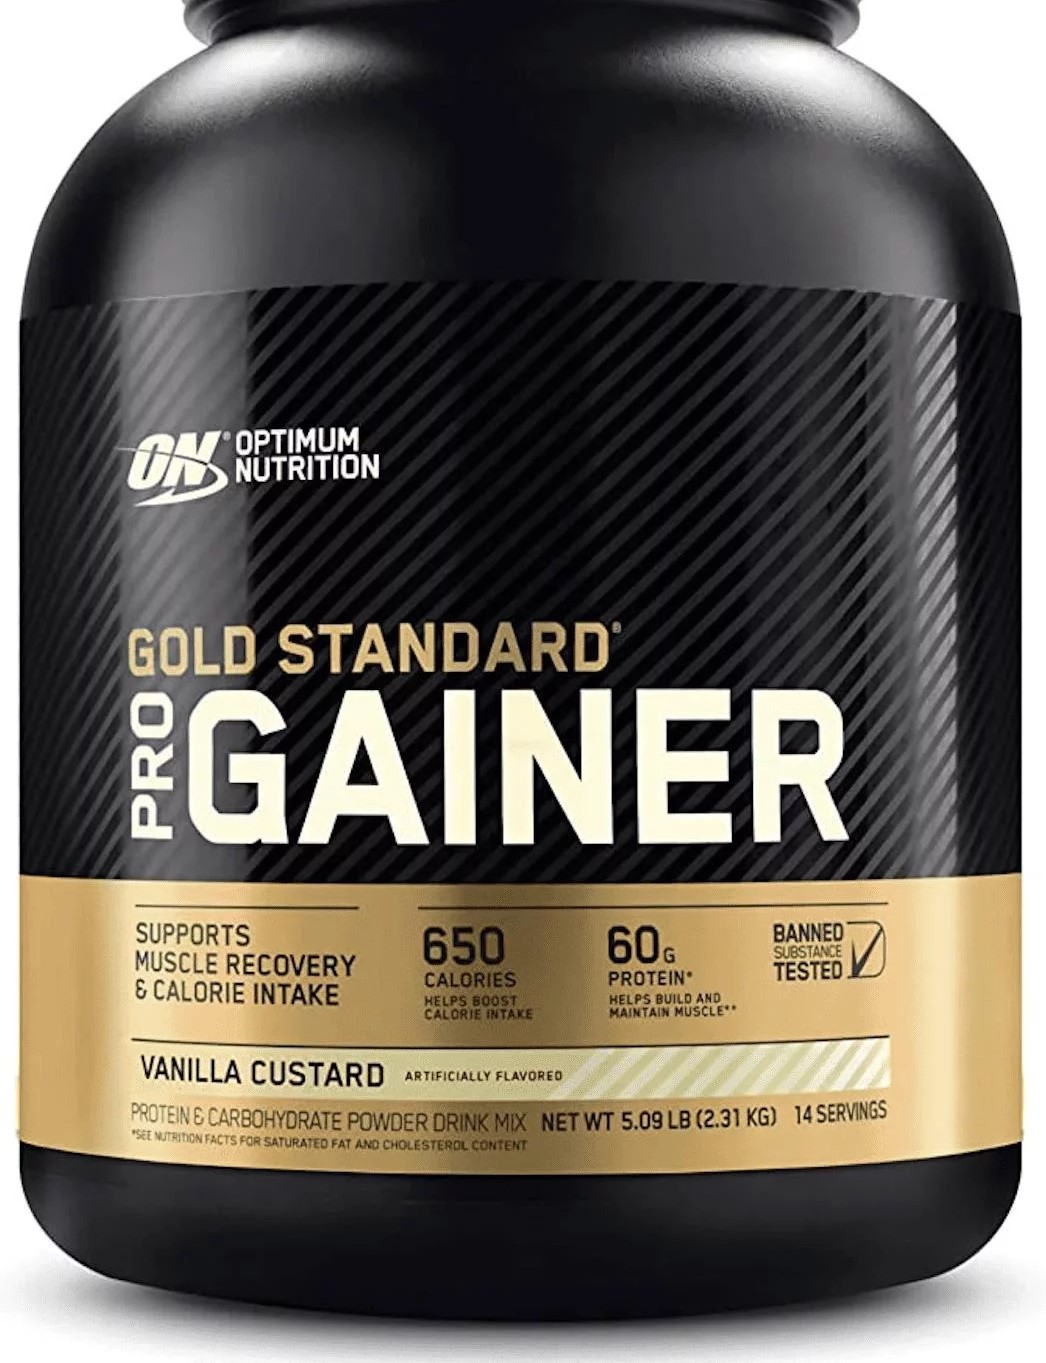 ON® OPTIMUM
NUTRITION
GOLD STANDARD®
PRO GAINER
SUPPORTS
MUSCLE RECOVERY
& CALORIE INTAKE
650
CALORIES
HELPS BOOST
CALORIE INTAKE
60G
PROTEIN*
HELPS BUILD AND
MAINTAIN MUSCLE**
BANNED
SUBSTANCE
TESTED
VANILLA CUSTARD ARTIFICIALLY FLAVORED
PROTEIN & CARBOHYDRATE POWDER DRINK MIX NET WT 5.09 LB (2.31 KG) 14 SERVINGS
*SEE NUTRITION FACTS FOR SATURATED FAT AND CHOLESTEROL CONTENT